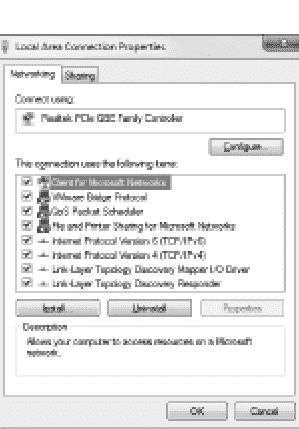 Local Area Connection Properties
Networking Sharing
Connect using:
Realtek PCIe GBE Family Controller
Configure...
This connection uses the following items:
Client for Microsoft Networks
VMware Bridge Protocol
QoS Packet Scheduler
File and Printer Sharing for Microsoft Networks
Internet Protocol Version 6 (TCP/IPv6)
Internet Protocol Version 4 (TCP/IPv4)
Link-Layer Topology Discovery Mapper I/O Driver
Link-Layer Topology Discovery Responder
Install... Uninstall Properties
Description
Allows your computer to access resources on a Microsoft
network.
OK Cancel